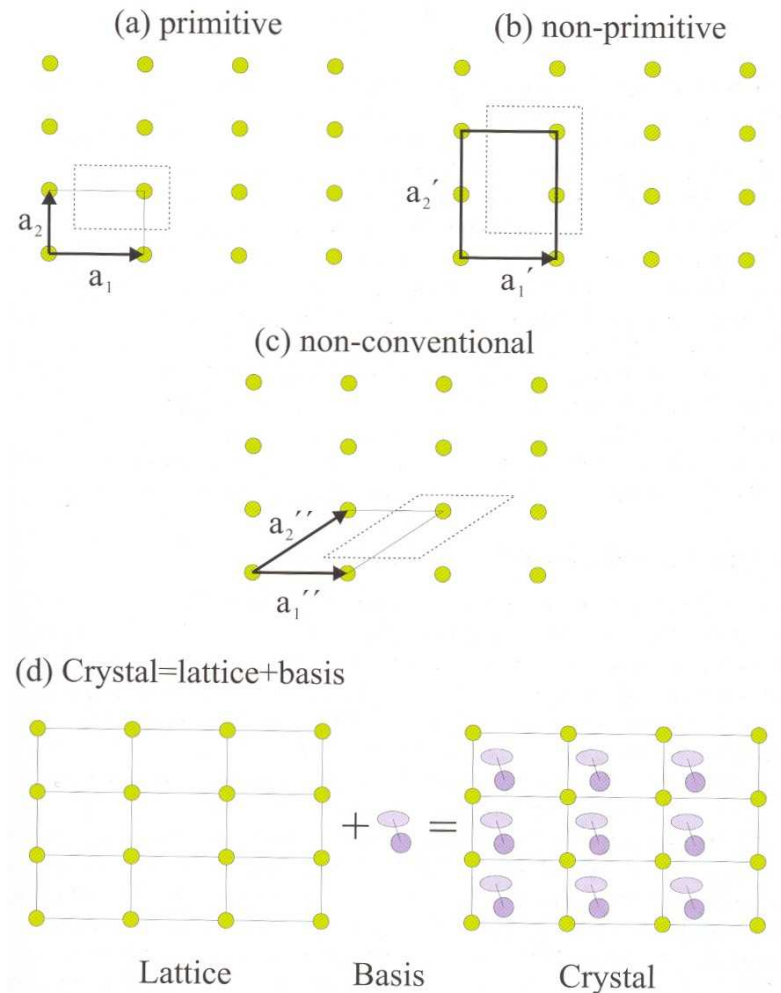 (a) primitive
(b) non-primitive
a₂
a₁
a₂′
a₁′
(c) non-conventional
a₂′′
a₁′′
(d) Crystal=lattice+basis
+ =
Lattice Basis Crystal